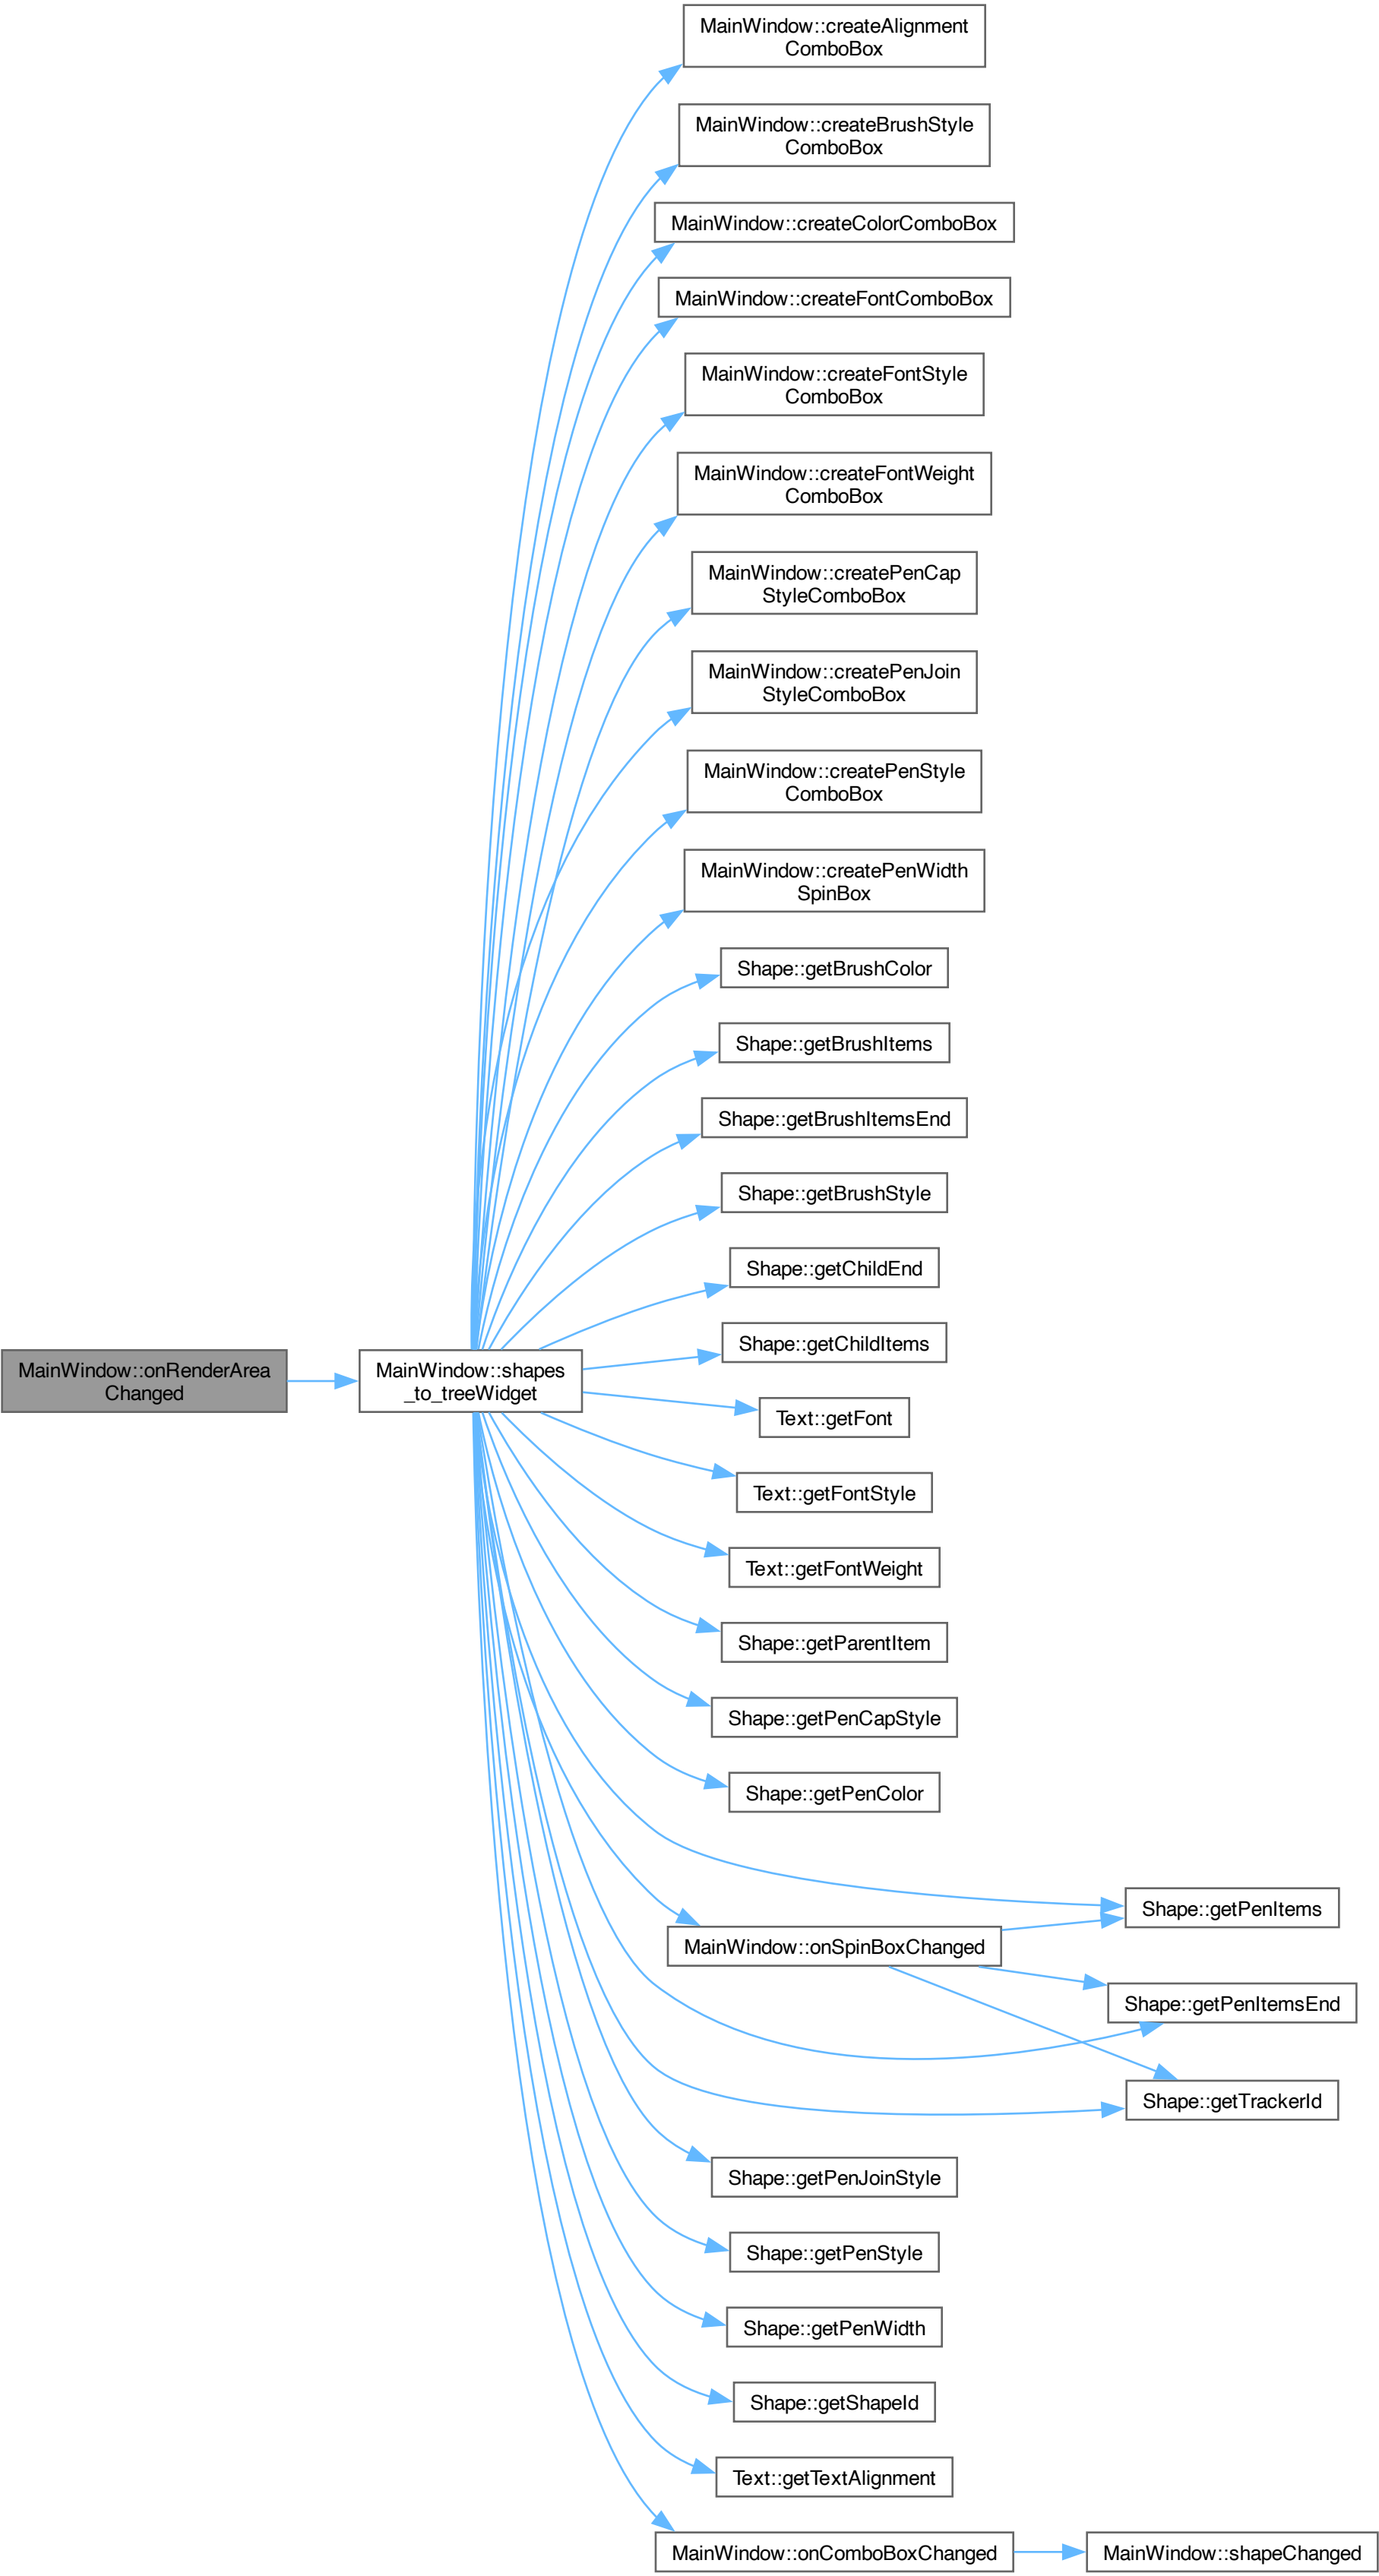 MainWindow::createAlignment
ComboBox
MainWindow::createBrushStyle
ComboBox
MainWindow::createColorComboBox
MainWindow::createFontComboBox
MainWindow::createFontStyle
ComboBox
MainWindow::createFontWeight
ComboBox
MainWindow::createPenCap
StyleComboBox
MainWindow::createPenJoin
StyleComboBox
MainWindow::createPenStyle
ComboBox
MainWindow::createPenWidth
SpinBox
Shape::getBrushColor
Shape::getBrushItems
Shape::getBrushItemsEnd
Shape::getBrushStyle
Shape::getChildEnd
Shape::getChildItems
MainWindow::onRenderArea
Changed
MainWindow::shapes
_to_treeWidget
Text::getFont
Text::getFontStyle
Text::getFontWeight
Shape::getParentItem
Shape::getPenCapStyle
Shape::getPenColor
Shape::getPenItems
MainWindow::onSpinBoxChanged
Shape::getPenItemsEnd
Shape::getTrackerId
Shape::getPenJoinStyle
Shape::getPenStyle
Shape::getPenWidth
Shape::getShapeId
Text::getTextAlignment
MainWindow::onComboBoxChanged
MainWindow::shapeChanged